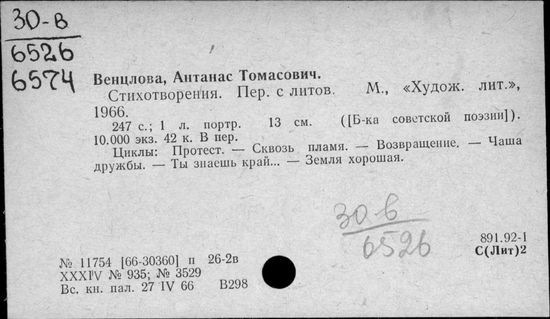 30-в
6526
6574
Венцлова, Антанас Томасович.
Стихотворения. Пер. с литов. М., «Худож. лит.»,
1966.
247 с.; 1 л. портр. 13 см. ([Б-ка советской поэзии]).
10.000 экз. 42 к. В пер.
Циклы: Протест. — Сквозь пламя. — Возвращение. — Чаша
дружбы. — Ты знаешь край... — Земля хорошая.
30-в
6526
891.92-1
С(Лит)2
№ 11754 [66-30360] п 26-2в
XXXIV № 935; № 3529
Вс. кн. пал. 27 IV 66 В298